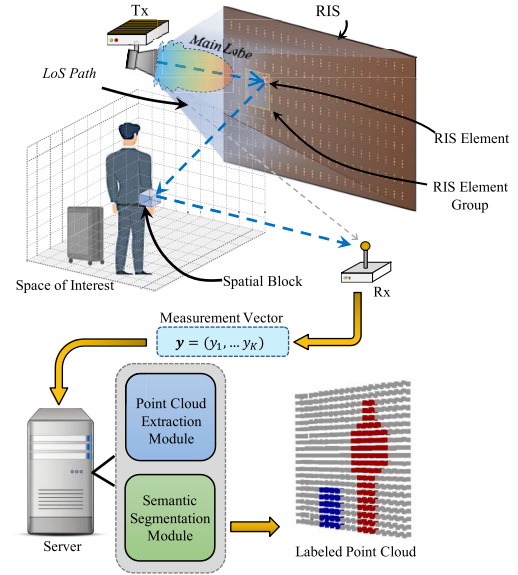 Tx
RIS
Main Lobe
LoS Path
RIS Element
RIS Element
Group
Space of Interest
Spatial Block
Rx
Measurement Vector
y = (y₁, … y_K)
Point Cloud
Extraction
Module
Semantic
Segmentation
Module
Server
Labeled Point Cloud